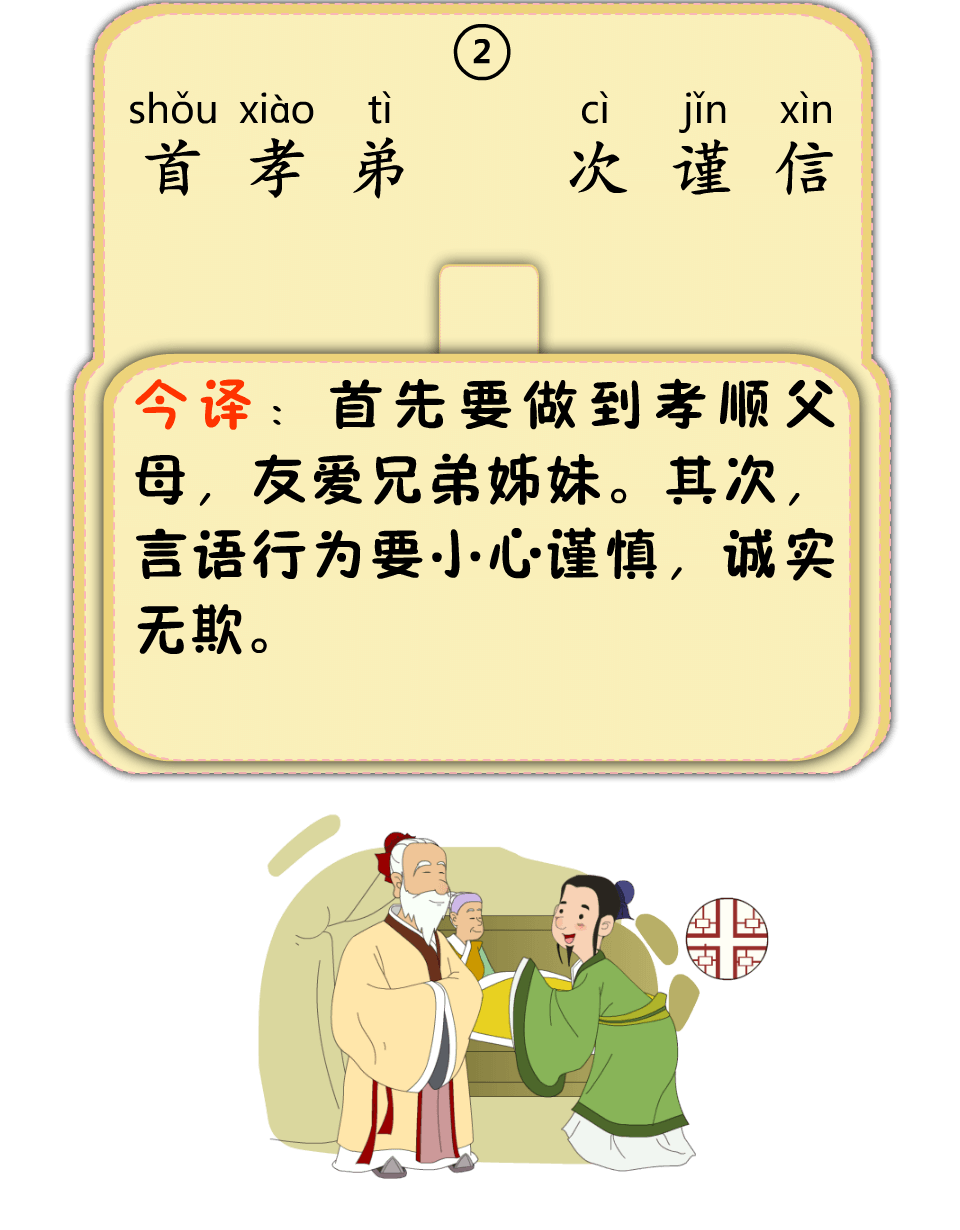 ②
shǒu xiào tì cì jǐn xìn
首孝弟 次谨信
今译：首先要做到孝顺父
母，友爱兄弟姊妹。其次，
言语行为要小心谨慎，诚实
无欺。